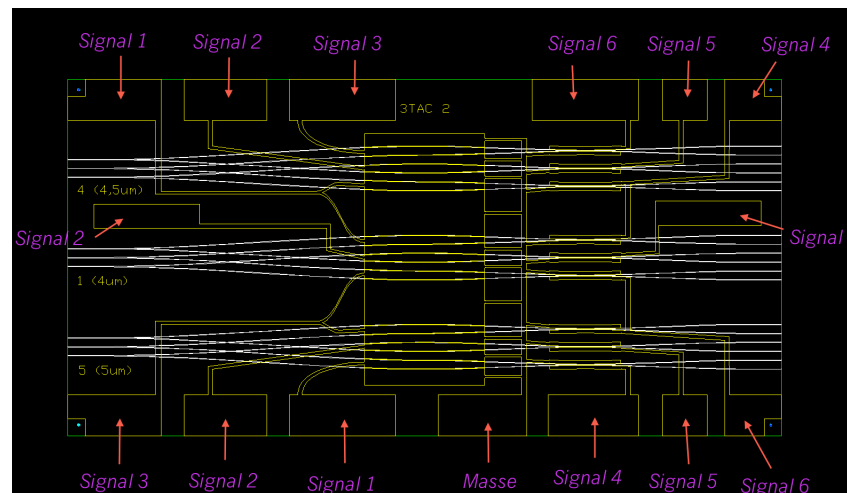 Signal 1
Signal 2
Signal 3
Signal 6
Signal 5
Signal 4
3TAC 2
4 (4,5um)
Signal 2
Signal
1 (4um)
5 (5um)
Signal 3
Signal 2
Signal 1
Masse
Signal 4
Signal 5
Signal 6